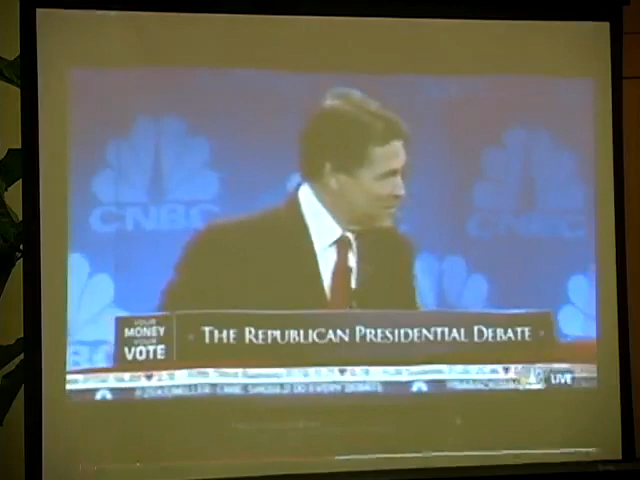 CNBC
CNBC
YOUR
MONEY
YOUR
VOTE
THE REPUBLICAN PRESIDENTIAL DEBATE
LIVE